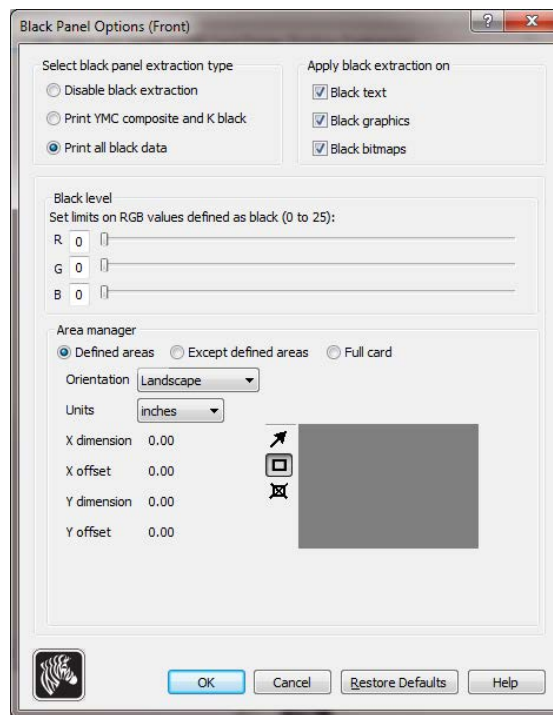 Black Panel Options (Front)
Select black panel extraction type
Disable black extraction
Print YMC composite and K black
Print all black data
Apply black extraction on
Black text
Black graphics
Black bitmaps
Black level
Set limits on RGB values defined as black (0 to 25):
R 0
G 0
B 0
Area manager
Defined areas Except defined areas Full card
Orientation Landscape
Units inches
X dimension 0.00
X offset 0.00
Y dimension 0.00
Y offset 0.00
OK Cancel Restore Defaults Help